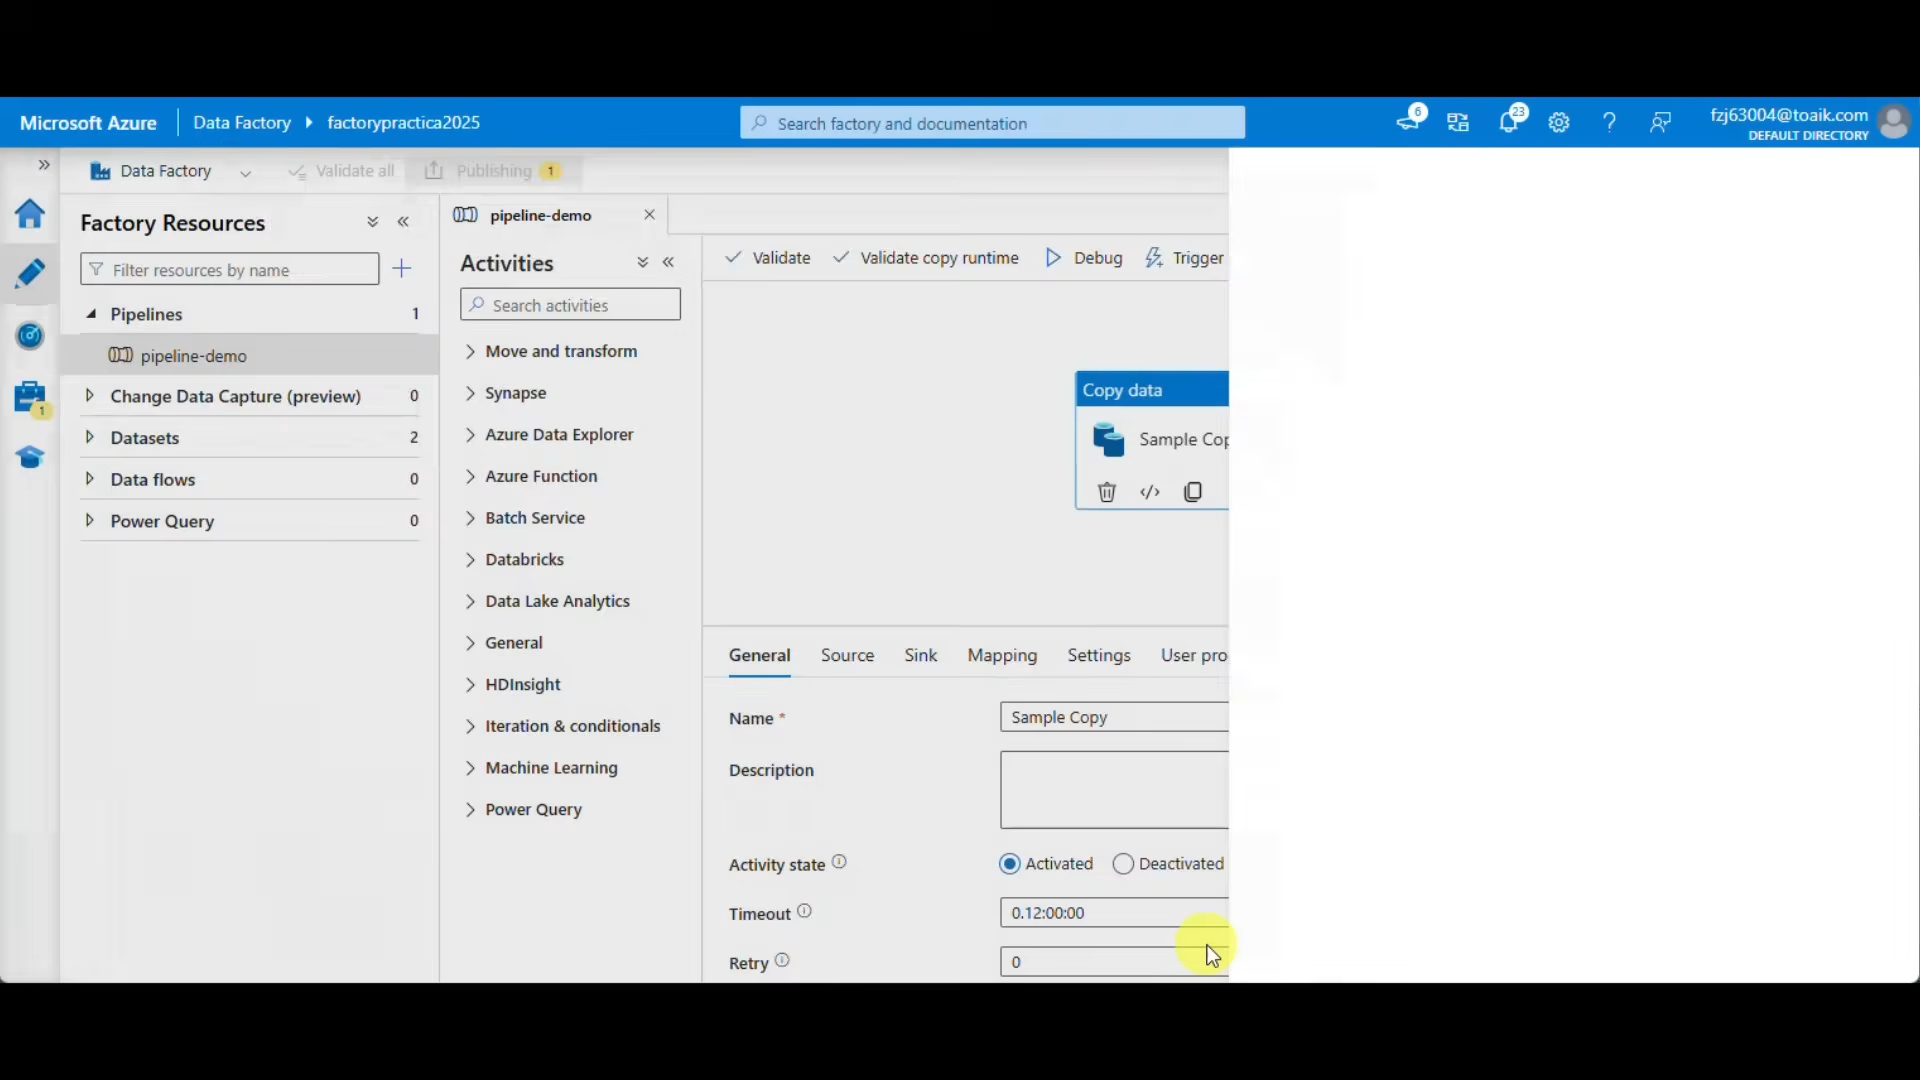 Microsoft Azure
Data Factory
factorypractica2025
Search factory and documentation
6
23
fzj63004@toaik.com
DEFAULT DIRECTORY
Data Factory
Validate all
Publishing
1
Factory Resources
Filter resources by name
Pipelines
1
pipeline-demo
Change Data Capture (preview)
0
Datasets
2
Data flows
0
Power Query
0
1
pipeline-demo
Activities
Search activities
Move and transform
Synapse
Azure Data Explorer
Azure Function
Batch Service
Databricks
Data Lake Analytics
General
HDInsight
Iteration & conditionals
Machine Learning
Power Query
Validate
Validate copy runtime
Debug
Trigger
Copy data
Sample Cop
General
Source
Sink
Mapping
Settings
User pro
Name *
Sample Copy
Description
Activity state
Activated
Deactivated
Timeout
0.12:00:00
Retry
0